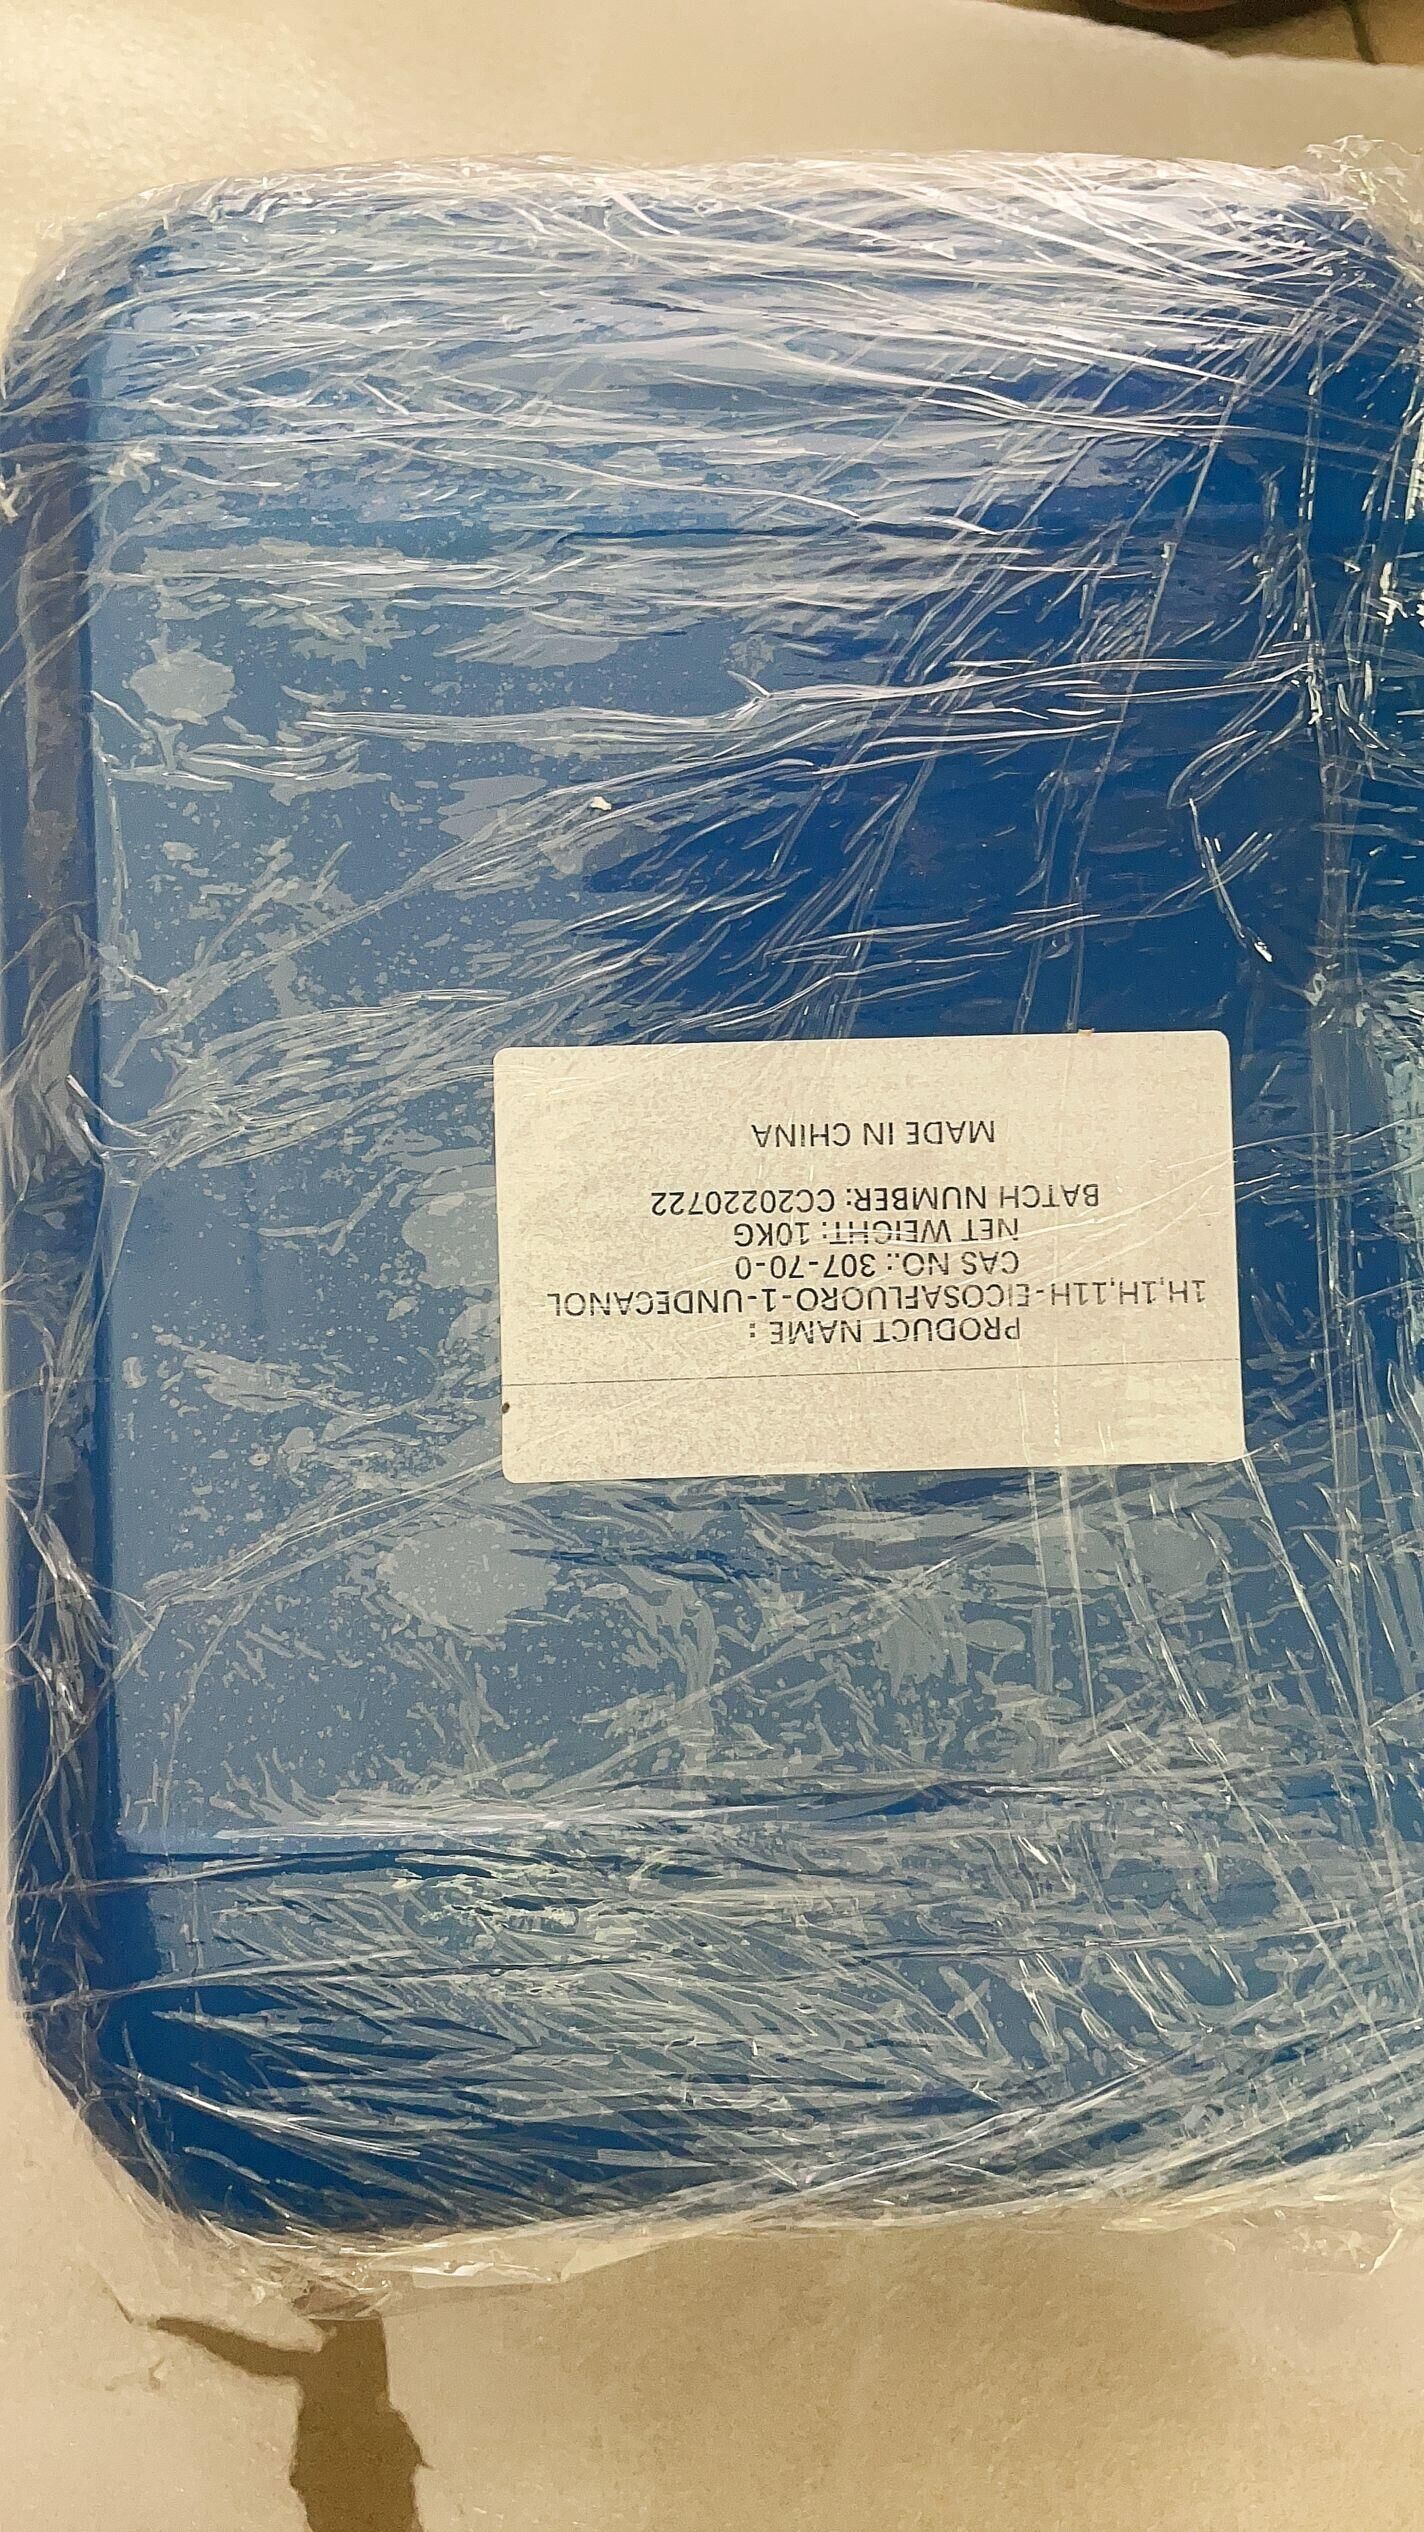 PRODUCT NAME :
1H,1H,11H-EICOSAFLUORO-1-UNDECANOL
CAS NO.: 307-70-0
NET WEIGHT: 10KG
BATCH NUMBER: CC20220722
MADE IN CHINA